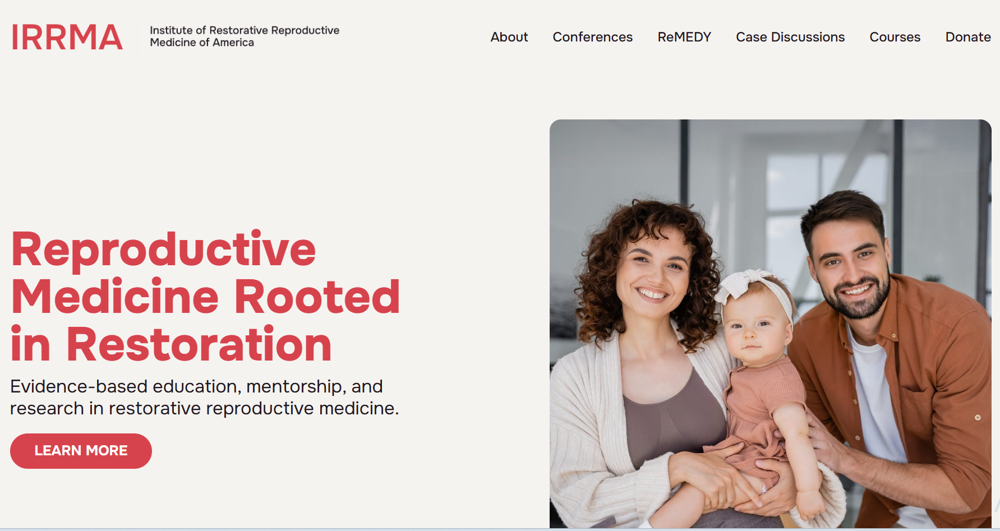 IRRMA
Institute of Restorative Reproductive
Medicine of America
About Conferences ReMEDY Case Discussions Courses Donate
Reproductive
Medicine Rooted
in Restoration
Evidence-based education, mentorship, and
research in restorative reproductive medicine.
LEARN MORE